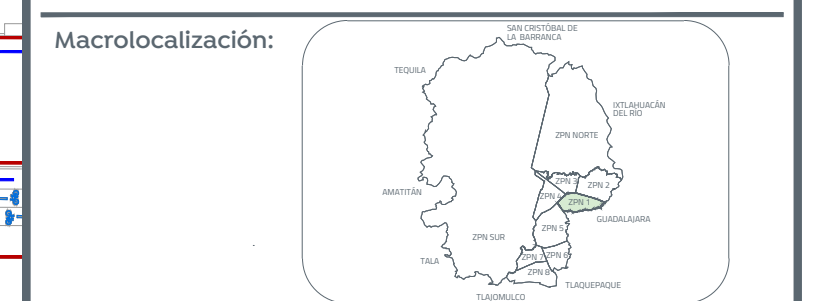 Macrolocalización:
SAN CRISTÓBAL DE
LA BARRANCA
TEQUILA
IXTLAHUACÁN
DEL RÍO
ZPN NORTE
ZPN 3
ZPN 2
AMATITÁN
ZPN 4
ZPN 1
GUADALAJARA
ZPN 5
ZPN SUR
ZPN 7
ZPN 6
TALA
ZPN 8
TLAQUEPAQUE
TLAJOMULCO